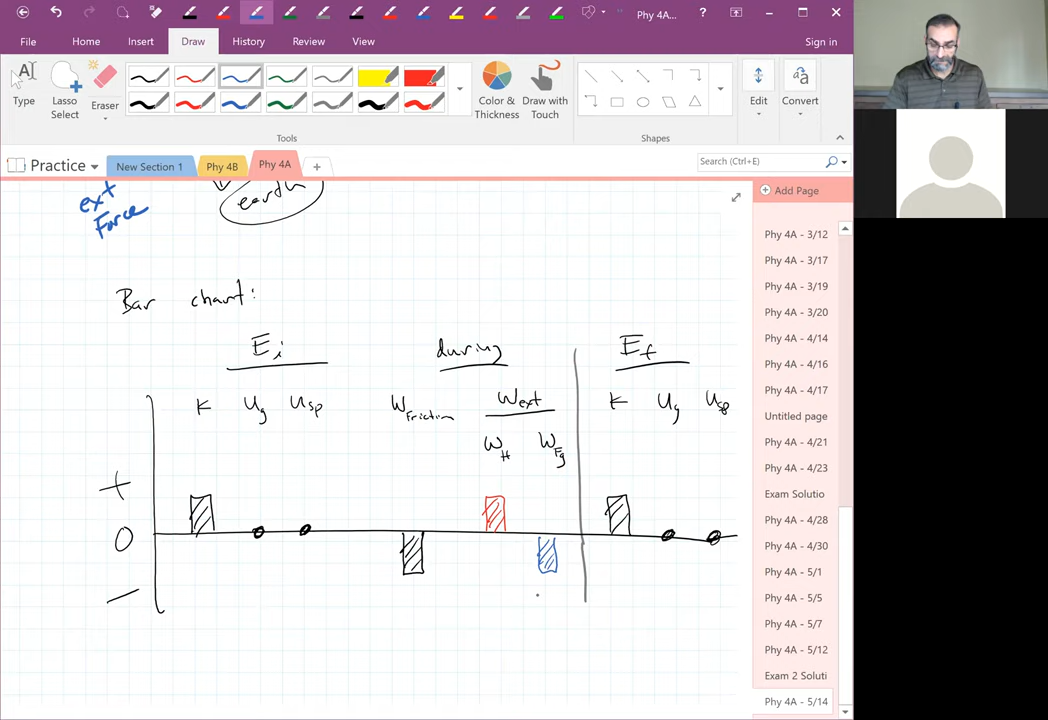 Phy 4A...
File Home Insert Draw History Review View Sign in
Type
Lasso Select
Eraser
Color & Thickness
Draw with Touch
Edit
Convert
Tools
Shapes
Practice
New Section 1
Phy 4B
Phy 4A
Search (Ctrl+E)
Add Page
Phy 4A - 3/12
Phy 4A - 3/17
Phy 4A - 3/19
Phy 4A - 3/20
Phy 4A - 4/14
Phy 4A - 4/16
Phy 4A - 4/17
Untitled page
Phy 4A - 4/21
Phy 4A - 4/23
Exam Solutio
Phy 4A - 4/28
Phy 4A - 4/30
Phy 4A - 5/1
Phy 4A - 5/5
Phy 4A - 5/7
Phy 4A - 5/12
Exam 2 Soluti
Phy 4A - 5/14
ext Force
earth
Bar chart:
Ei during Ef
K Ug Usp WFriction Wext K Ug Usp
WH WFg
+
0
-